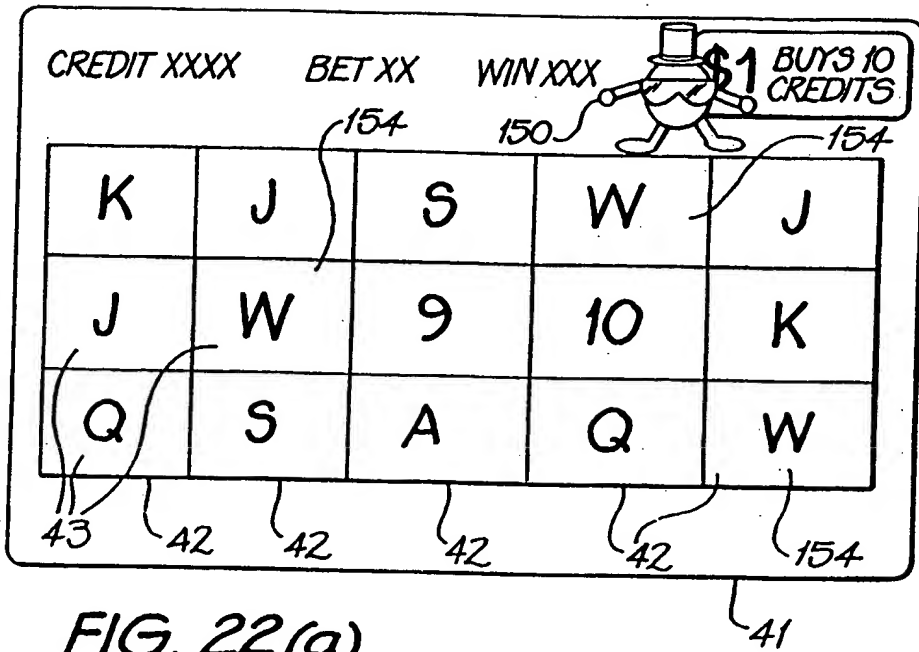 CREDIT XXXX BET XX WIN XXX $1 BUYS 10
CREDITS
154 150 154
K J S W J
J W 9 10 K
Q S A Q W
43 42 42 42 42 154
41
FIG. 22(a)